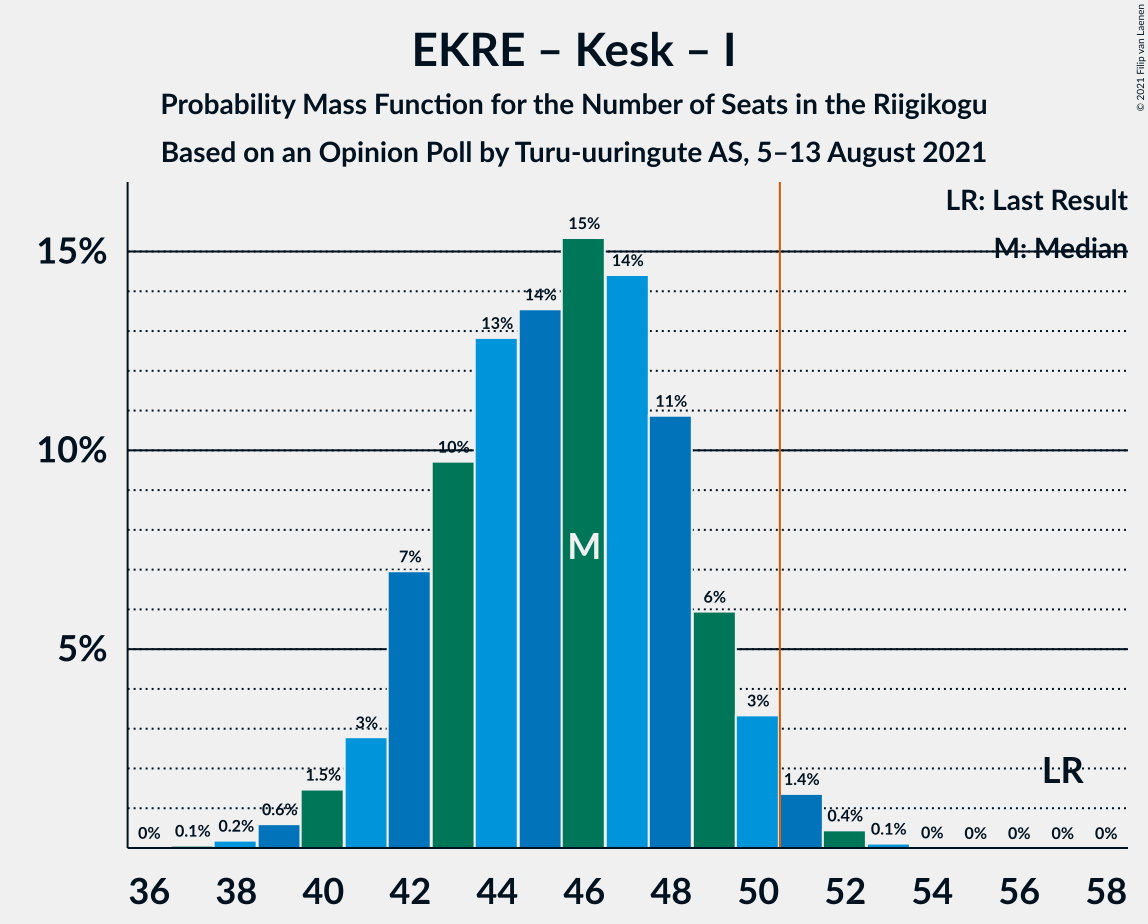 EKRE – Kesk – I
Probability Mass Function for the Number of Seats in the Riigikogu
Based on an Opinion Poll by Turu-uuringute AS, 5–13 August 2021
© 2021 Filip van Laenen
LR: Last Result
M: Median
15%
10%
5%
0%
0.1%
0.2%
0.6%
1.5%
3%
7%
10%
13%
14%
15%
14%
11%
6%
3%
1.4%
0.4%
0.1%
0%
0%
0%
0%
0%
M
LR
36 38 40 42 44 46 48 50 52 54 56 58